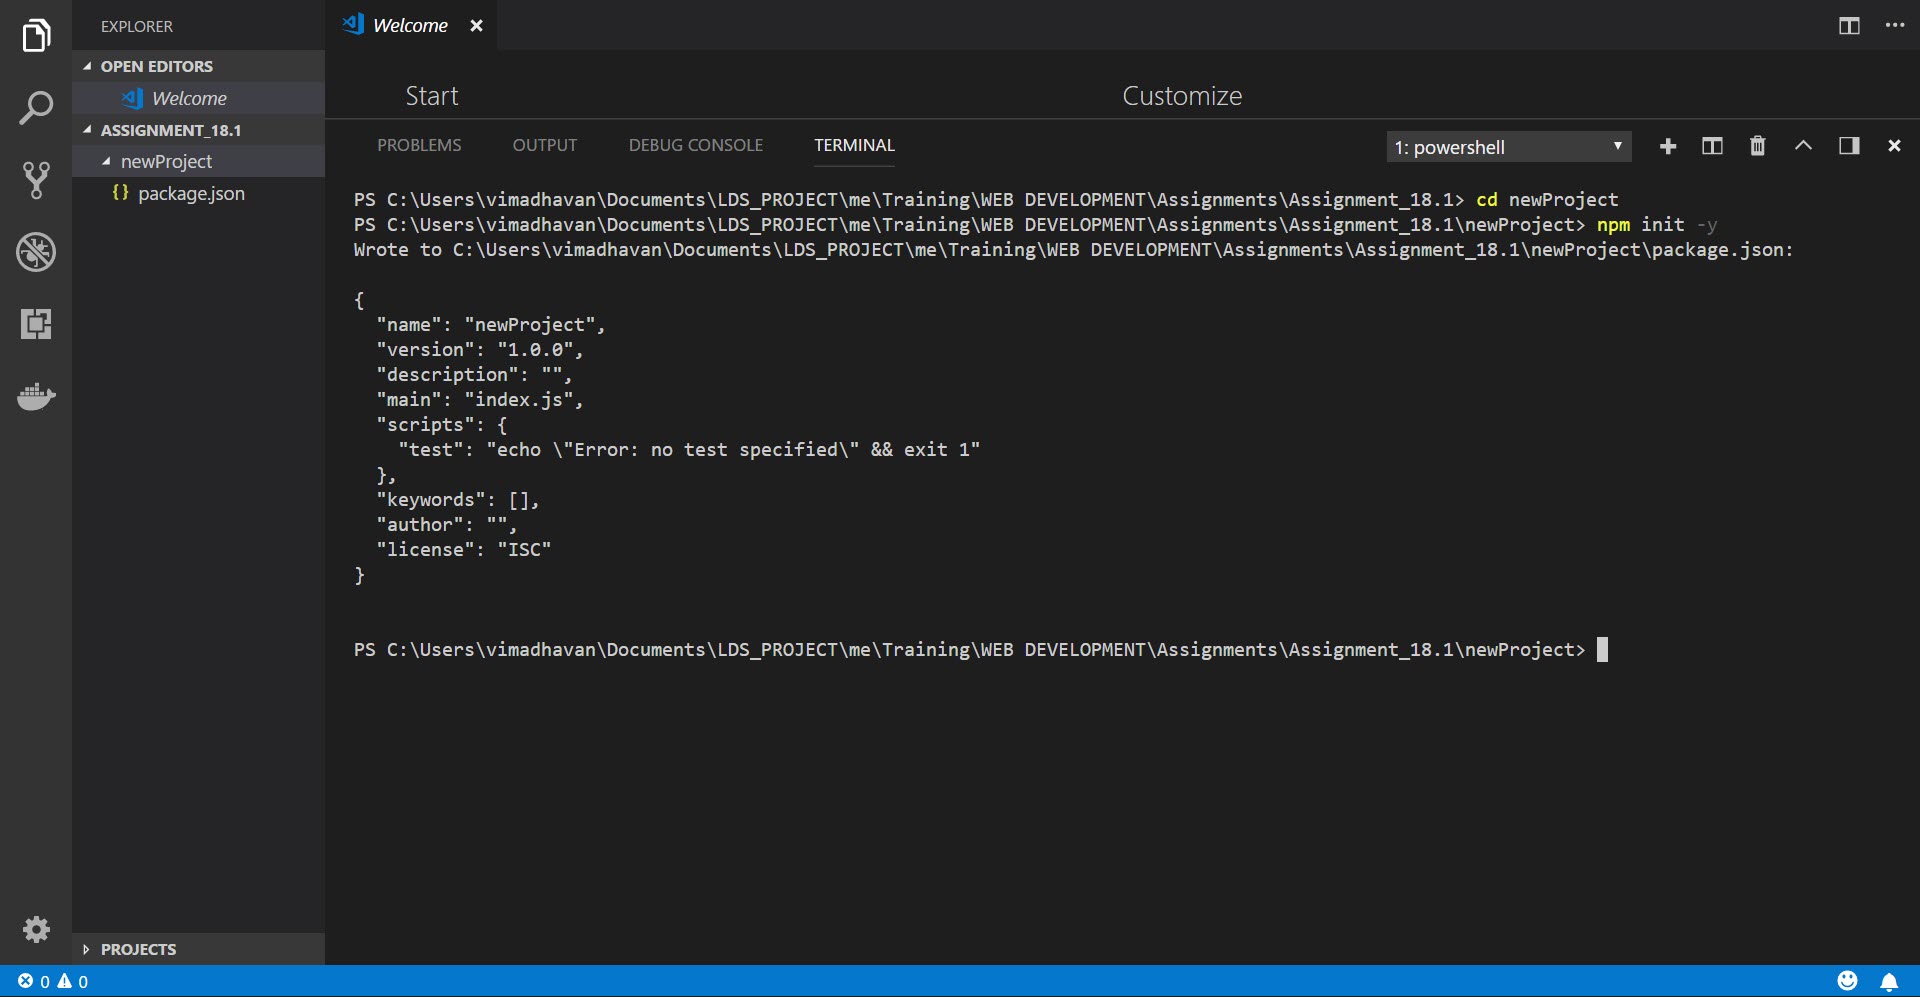 EXPLORER
OPEN EDITORS
Welcome
ASSIGNMENT_18.1
newProject
{} package.json
PROJECTS
Welcome
Start
Customize
PROBLEMS OUTPUT DEBUG CONSOLE TERMINAL 1: powershell
PS C:\Users\vimadhavan\Documents\LDS_PROJECT\me\Training\WEB DEVELOPMENT\Assignments\Assignment_18.1> cd newProject
PS C:\Users\vimadhavan\Documents\LDS_PROJECT\me\Training\WEB DEVELOPMENT\Assignments\Assignment_18.1\newProject> npm init -y
Wrote to C:\Users\vimadhavan\Documents\LDS_PROJECT\me\Training\WEB DEVELOPMENT\Assignments\Assignment_18.1\newProject\package.json:
{
"name": "newProject",
"version": "1.0.0",
"description": "",
"main": "index.js",
"scripts": {
"test": "echo \"Error: no test specified\" && exit 1"
},
"keywords": [],
"author": "",
"license": "ISC"
}
PS C:\Users\vimadhavan\Documents\LDS_PROJECT\me\Training\WEB DEVELOPMENT\Assignments\Assignment_18.1\newProject>
0 0